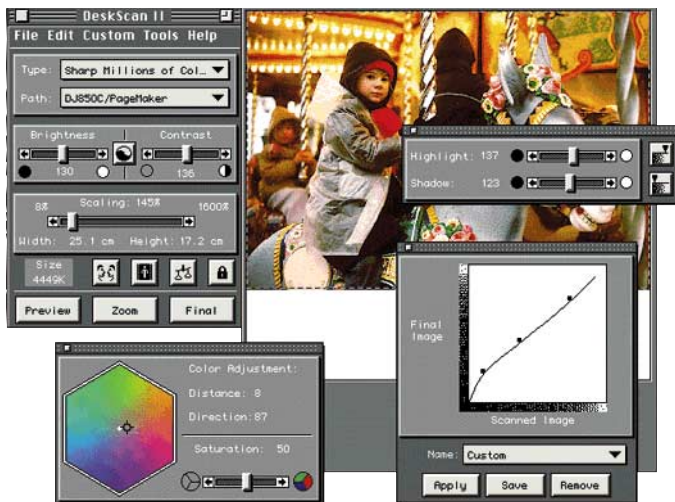 DeskScan II
File Edit Custom Tools Help
Type: Sharp Millions of Col...
Path: DJ850C/PageMaker
Brightness Contrast
130 136
Scaling: 145%
8% 1600%
Width: 25.1 cm Height: 17.2 cm
Size
4449K
Preview Zoom Final
Highlight: 137
Shadow: 123
Final
Image
Scanned Image
Name: Custom
Apply Save Remove
Color Adjustment:
Distance: 8
Direction: 87
Saturation: 50